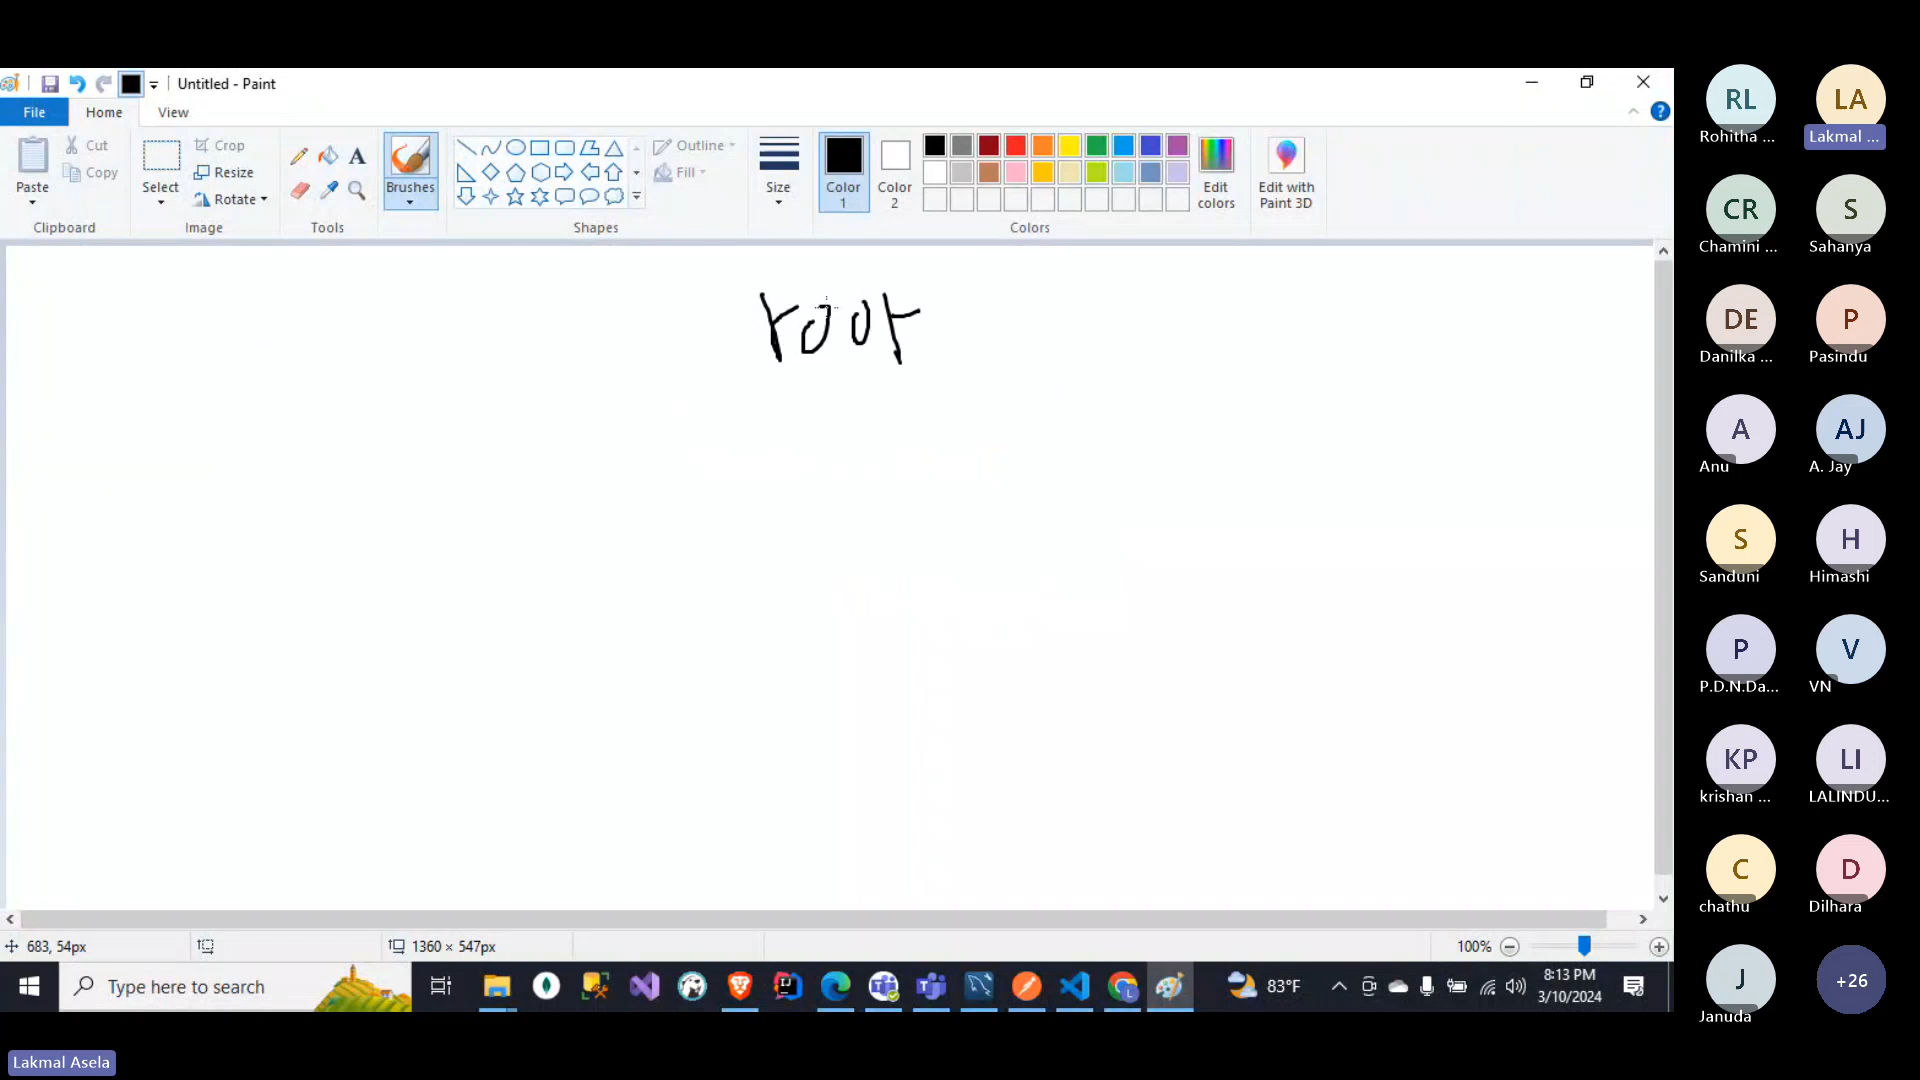 Untitled - Paint
File Home View
Paste
Cut
Copy
Clipboard
Select
Crop
Resize
Rotate
Image
A
Tools
Brushes
Outline
Fill
Shapes
Size
Color 1
Color 2
Edit colors
Edit with Paint 3D
Colors
root
683, 54px
1360 × 547px
100%
Type here to search
83°F
8:13 PM
3/10/2024
RL
Rohitha ...
LA
Lakmal ...
CR
Chamini ...
S
Sahanya
DE
Danilka ...
P
Pasindu
A
Anu
AJ
A. Jay
S
Sanduni
H
Himashi
P
P.D.N.Da...
V
VN
KP
krishan ...
LI
LALINDU...
C
chathu
D
Dilhara
J
Januda
+26
Lakmal Asela